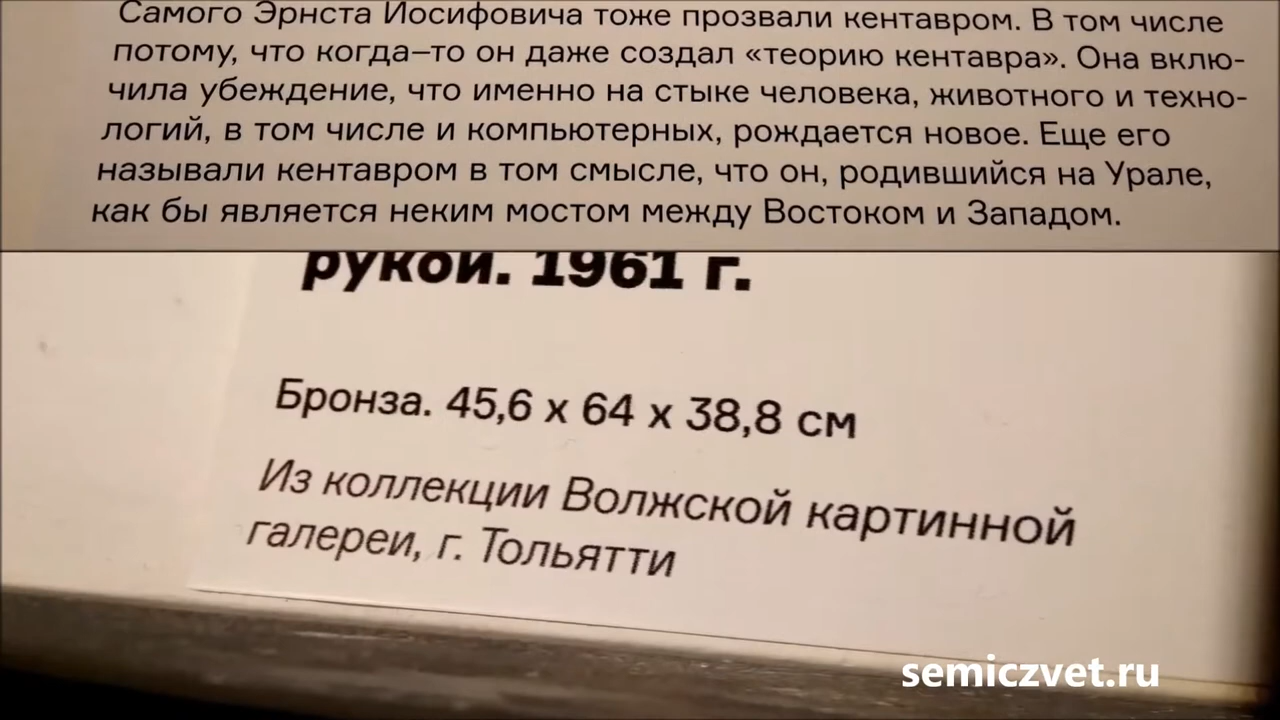 Самого Эрнста Иосифовича тоже прозвали кентавром. В том числе
потому, что когда–то он даже создал «теорию кентавра». Она вклю-
чила убеждение, что именно на стыке человека, животного и техно-
логий, в том числе и компьютерных, рождается новое. Еще его
называли кентавром в том смысле, что он, родившийся на Урале,
как бы является неким мостом между Востоком и Западом.
рукой. 1961 г.
Бронза. 45,6 x 64 x 38,8 см
Из коллекции Волжской картинной
галереи, г. Тольятти
semiczvet.ru